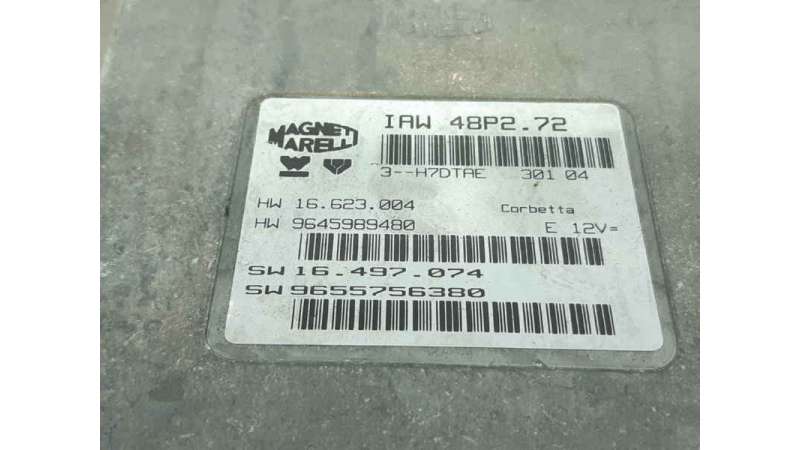 MAGNETI
MARELLI
IAW 48P2.72
3--H7DTAE 301 04
HW 16.623.004 Corbetta
HW 9645989480 E 12V=
SW 16.497.074
SW 9655756380